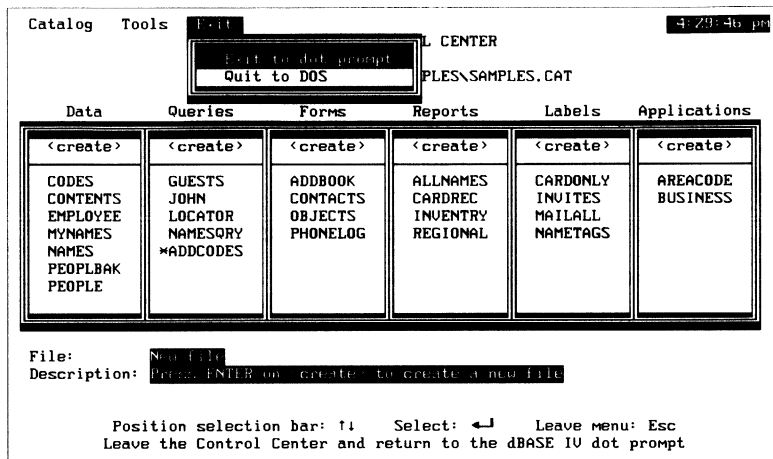 Catalog Tools Exit 4:29:46 pm
L CENTER
Exit to dot prompt
Quit to DOS PLES\SAMPLES.CAT
Data Queries Forms Reports Labels Applications
<create> <create> <create> <create> <create> <create>
CODES GUESTS ADDBOOK ALLNAMES CARDONLY AREACODE
CONTENTS JOHN CONTACTS CARDREC INVITES BUSINESS
EMPLOYEE LOCATOR OBJECTS INVENTRY MAILALL
MYNAMES NAMESQRY PHONELOG REGIONAL NAMETAGS
NAMES *ADDCODES
PEOPLBAK
PEOPLE
File: New file
Description: Press ENTER on <create> to create a new file
Position selection bar: ↑↓ Select: ↵ Leave menu: Esc
Leave the Control Center and return to the dBASE IV dot prompt